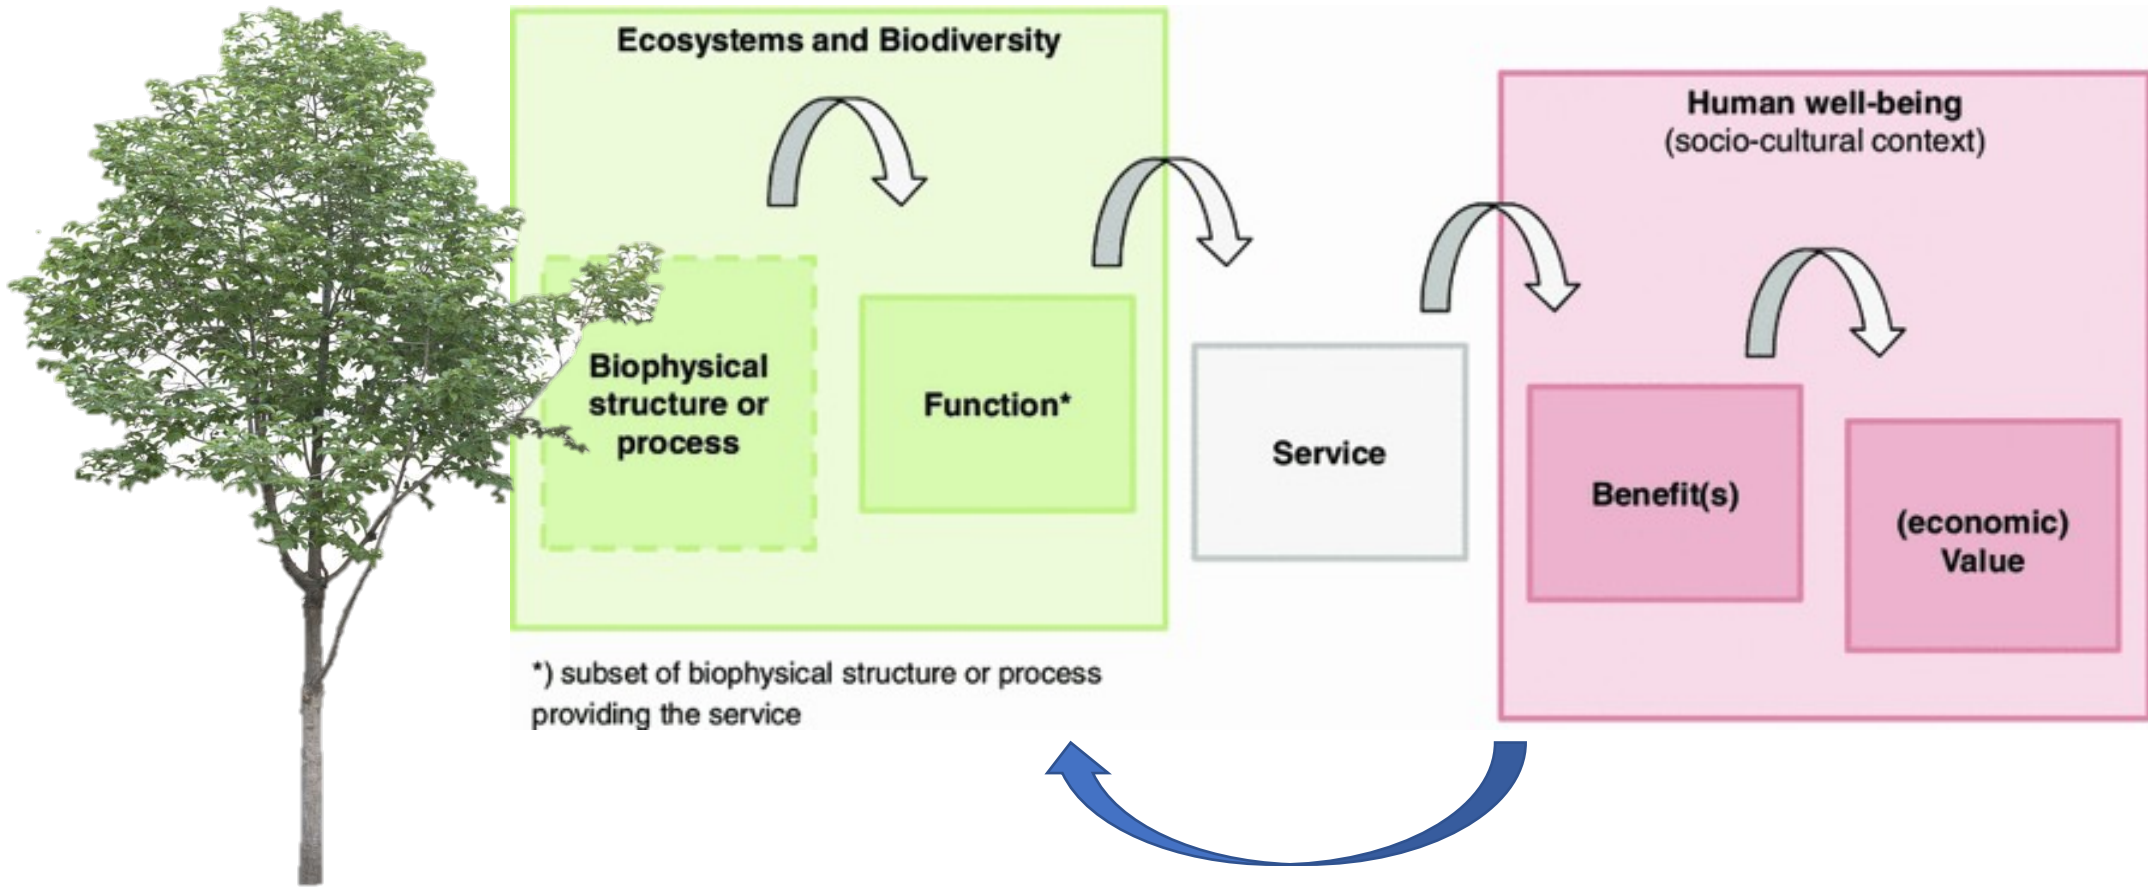 Ecosystems and Biodiversity
Human well-being
(socio-cultural context)
Biophysical
structure or
process
Function*
Service
Benefit(s)
(economic)
Value
*) subset of biophysical structure or process
providing the service